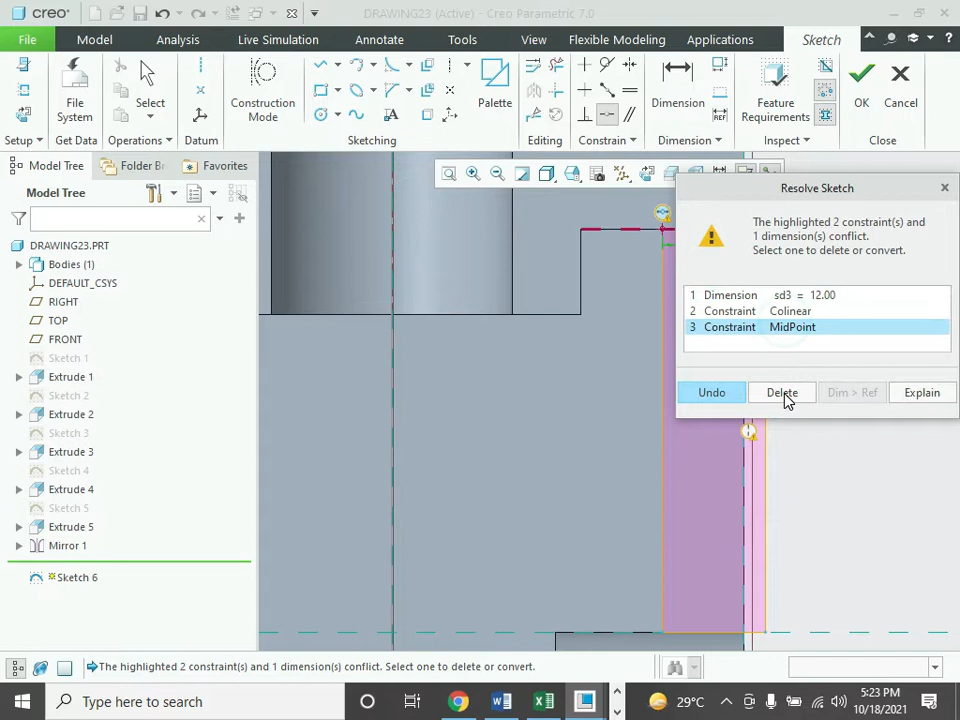 creo
DRAWING23 (Active) - Creo Parametric 7.0
File
Model
Analysis
Live Simulation
Annotate
Tools
View
Flexible Modeling
Applications
Sketch
File System
Select
Construction Mode
Palette
Dimension
REF
Feature Requirements
OK
Cancel
Setup
Get Data
Operations
Datum
Sketching
Editing
Constrain
Dimension
Inspect
Close
Model Tree
Folder Br
Favorites
Model Tree
DRAWING23.PRT
Bodies (1)
DEFAULT_CSYS
RIGHT
TOP
FRONT
Sketch 1
Extrude 1
Sketch 2
Extrude 2
Sketch 3
Extrude 3
Sketch 4
Extrude 4
Sketch 5
Extrude 5
Mirror 1
Sketch 6
Resolve Sketch
The highlighted 2 constraint(s) and
1 dimension(s) conflict.
Select one to delete or convert.
1 Dimension sd3 = 12.00
2 Constraint Colinear
3 Constraint MidPoint
Undo
Delete
Dim > Ref
Explain
The highlighted 2 constraint(s) and 1 dimension(s) conflict. Select one to delete or convert.
Type here to search
29°C
5:23 PM
10/18/2021